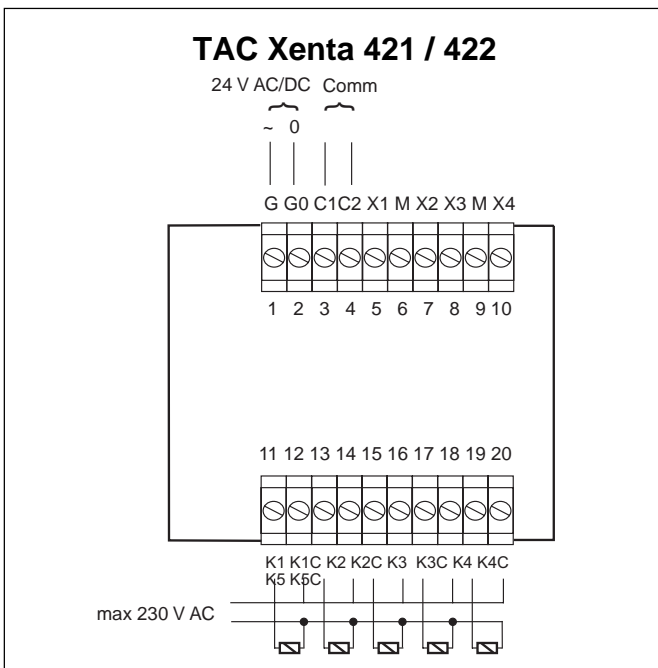 TAC Xenta 421 / 422
24 V AC/DC Comm
~ 0
G G0 C1 C2 X1 M X2 X3 M X4
1 2 3 4 5 6 7 8 9 10
11 12 13 14 15 16 17 18 19 20
K1 K1C K2 K2C K3 K3C K4 K4C
K5 K5C
max 230 V AC